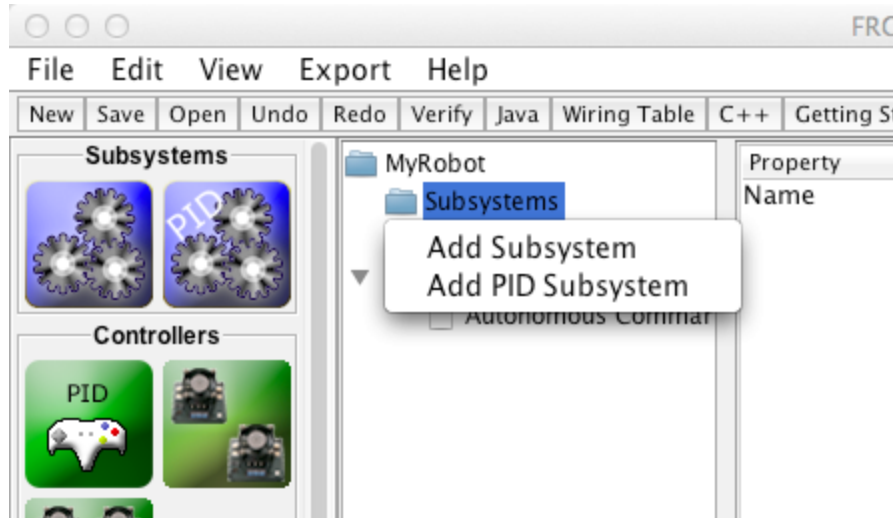 FRC
File Edit View Export Help
New Save Open Undo Redo Verify Java Wiring Table C++ Getting S
Subsystems
PID
Controllers
PID
MyRobot
Subsystems
Add Subsystem
Add PID Subsystem
Autonomous Commar
Property
Name